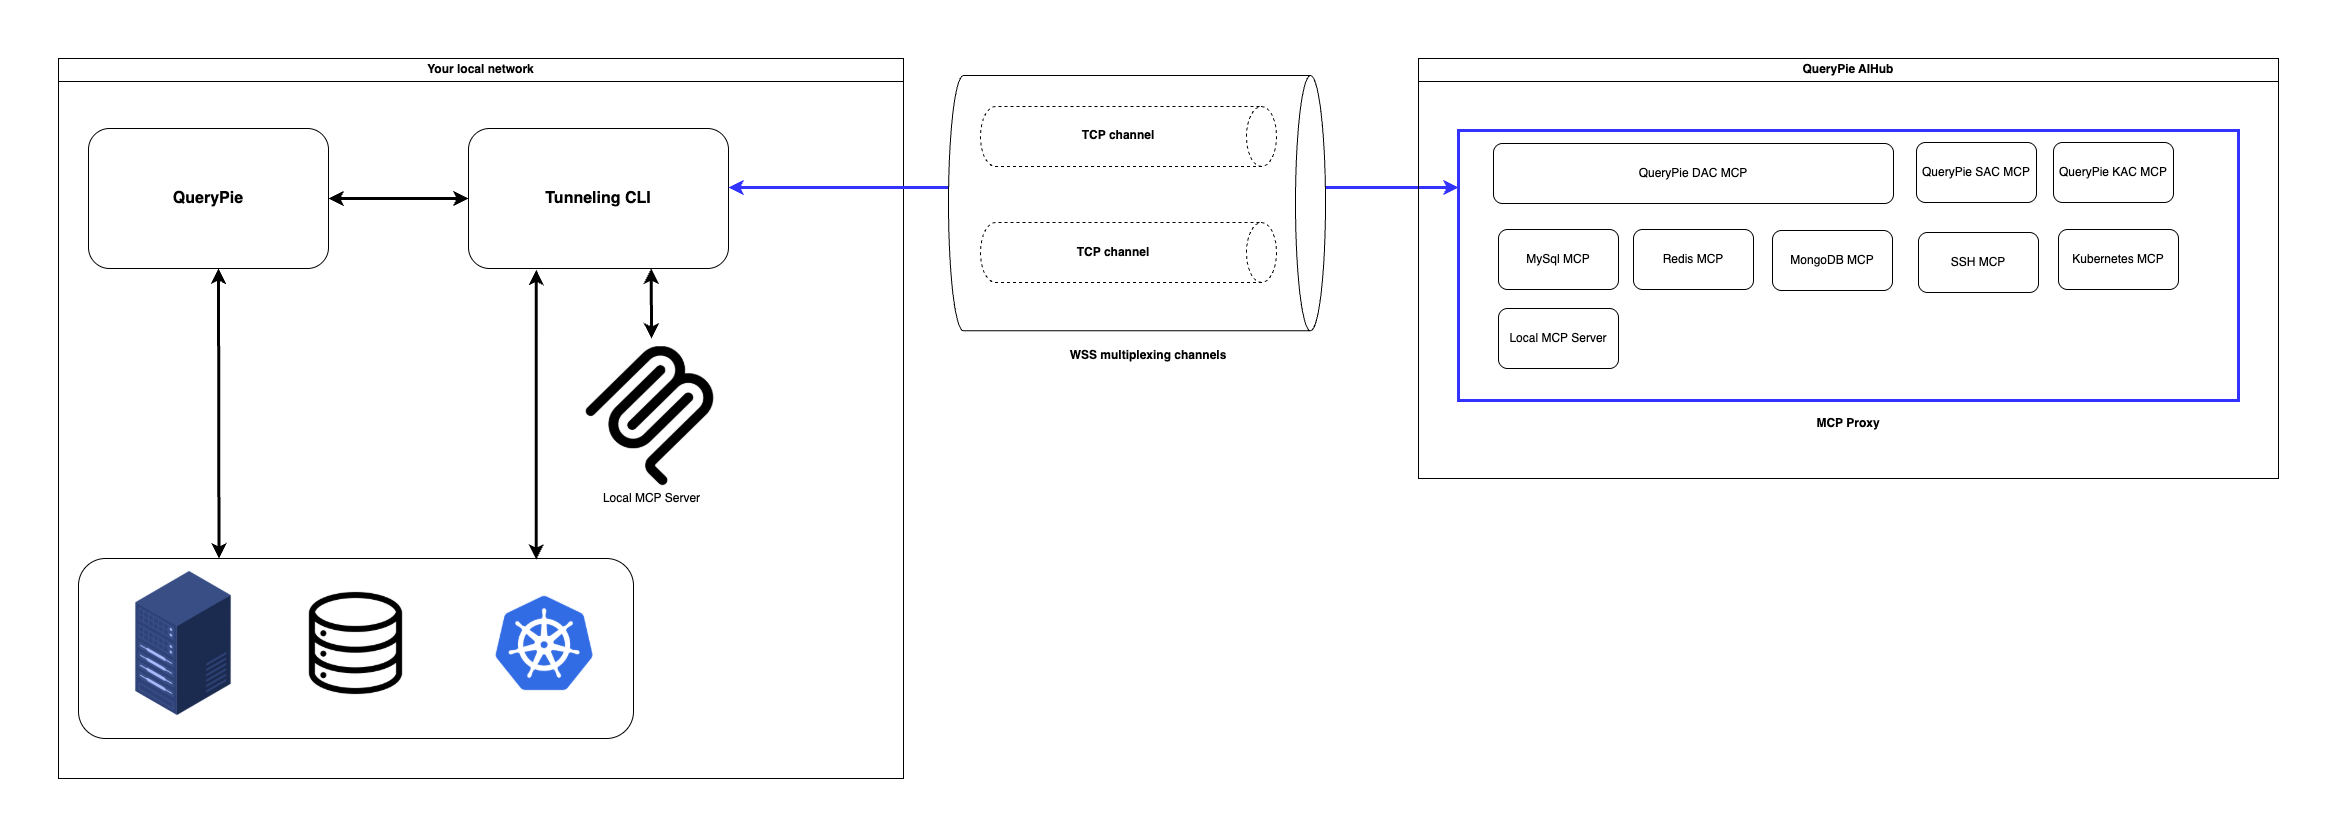 Your local network
QueryPie
Tunneling CLI
Local MCP Server
TCP channel
TCP channel
WSS multiplexing channels
QueryPie AIHub
QueryPie DAC MCP
QueryPie SAC MCP
QueryPie KAC MCP
MySql MCP
Redis MCP
MongoDB MCP
SSH MCP
Kubernetes MCP
Local MCP Server
MCP Proxy